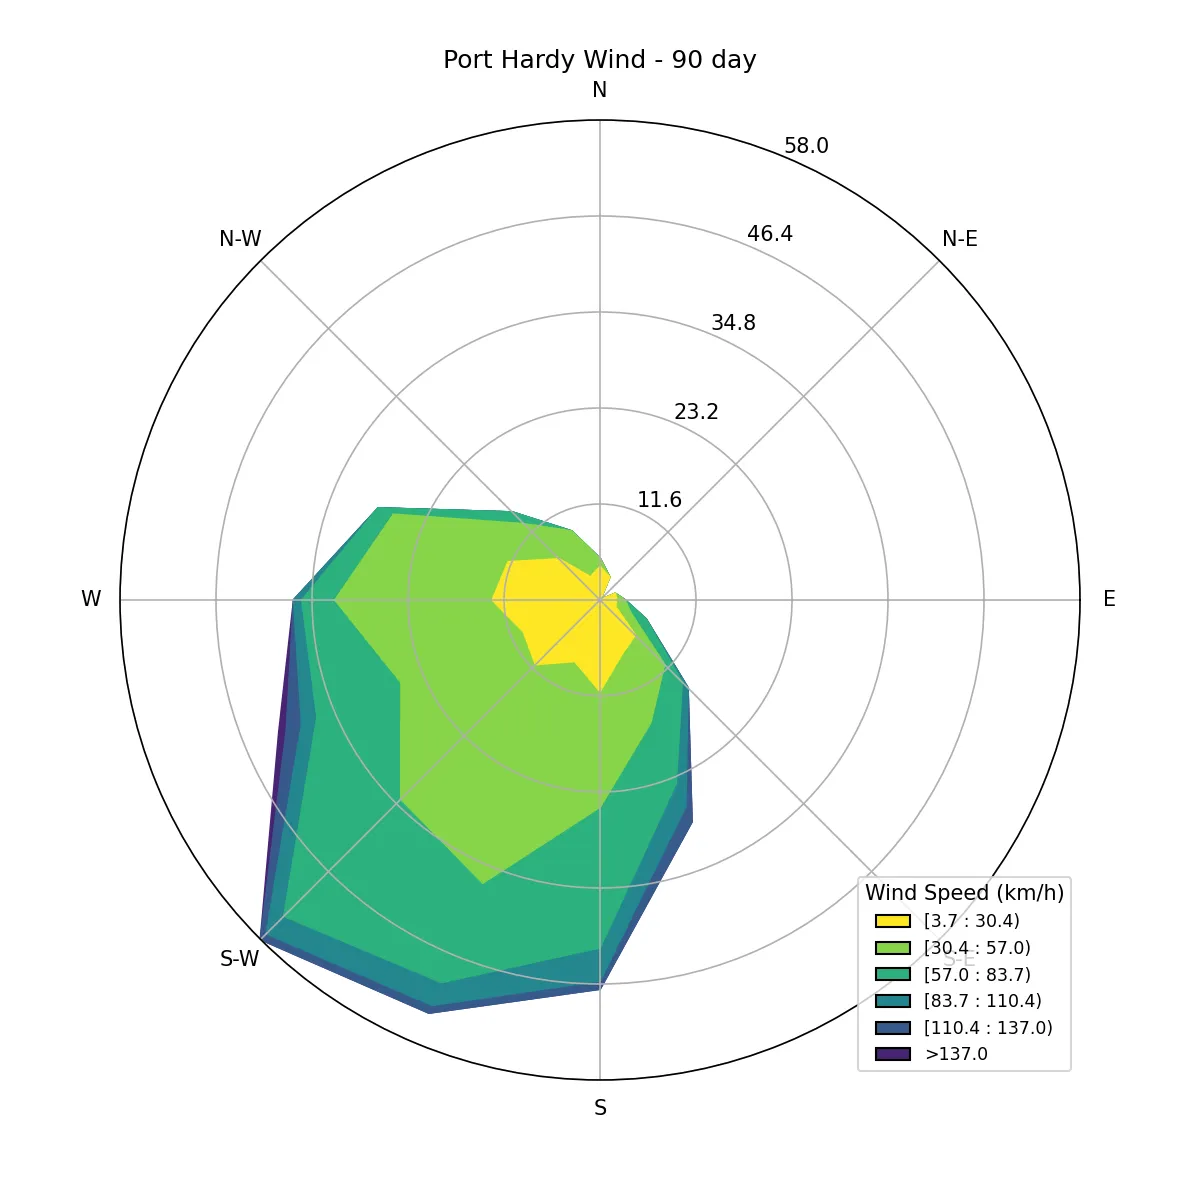 Port Hardy Wind - 90 day
N
58.0
N-W
46.4
N-E
34.8
23.2
11.6
W
E
Wind Speed (km/h)
[3.7 : 30.4)
[30.4 : 57.0)
S-W
S-E
[57.0 : 83.7)
[83.7 : 110.4)
[110.4 : 137.0)
>137.0
S